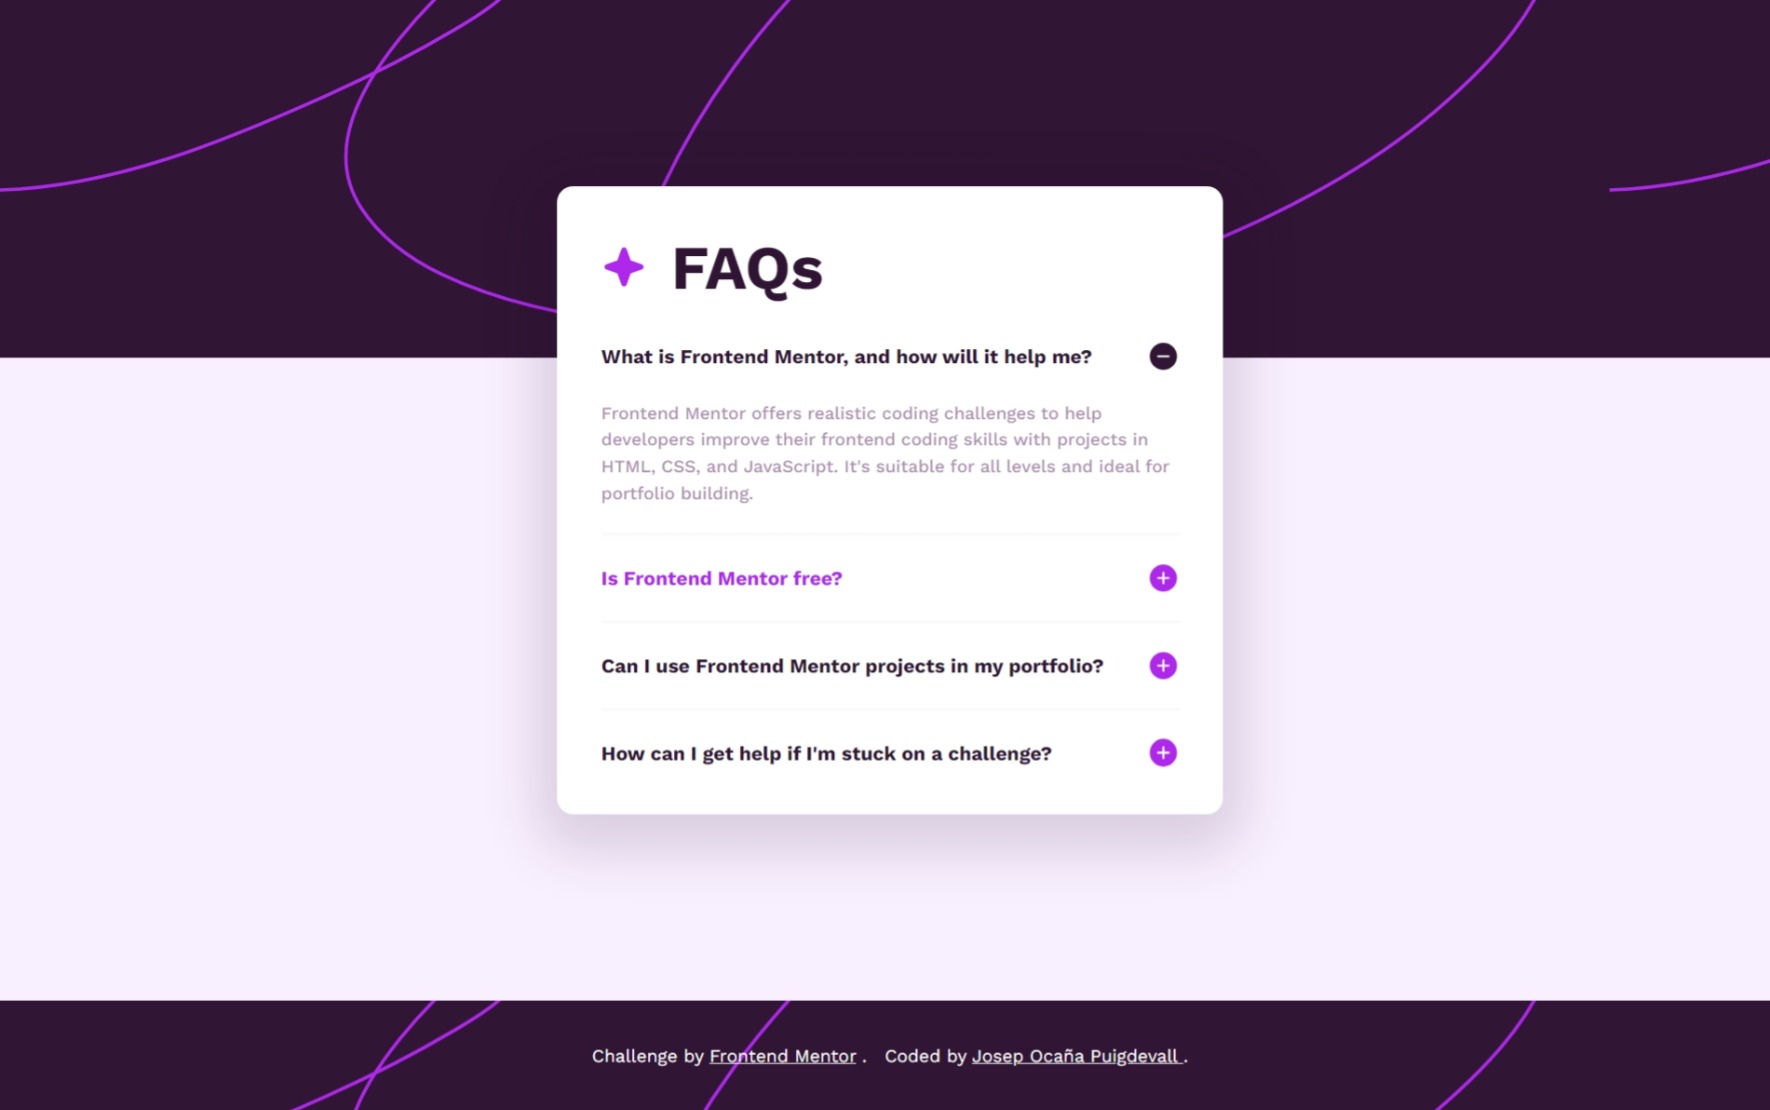 FAQs
What is Frontend Mentor, and how will it help me?
Frontend Mentor offers realistic coding challenges to help
developers improve their frontend coding skills with projects in
HTML, CSS, and JavaScript. It's suitable for all levels and ideal for
portfolio building.
Is Frontend Mentor free?
Can I use Frontend Mentor projects in my portfolio?
How can I get help if I'm stuck on a challenge?
Challenge by Frontend Mentor . Coded by Josep Ocaña Puigdevall .